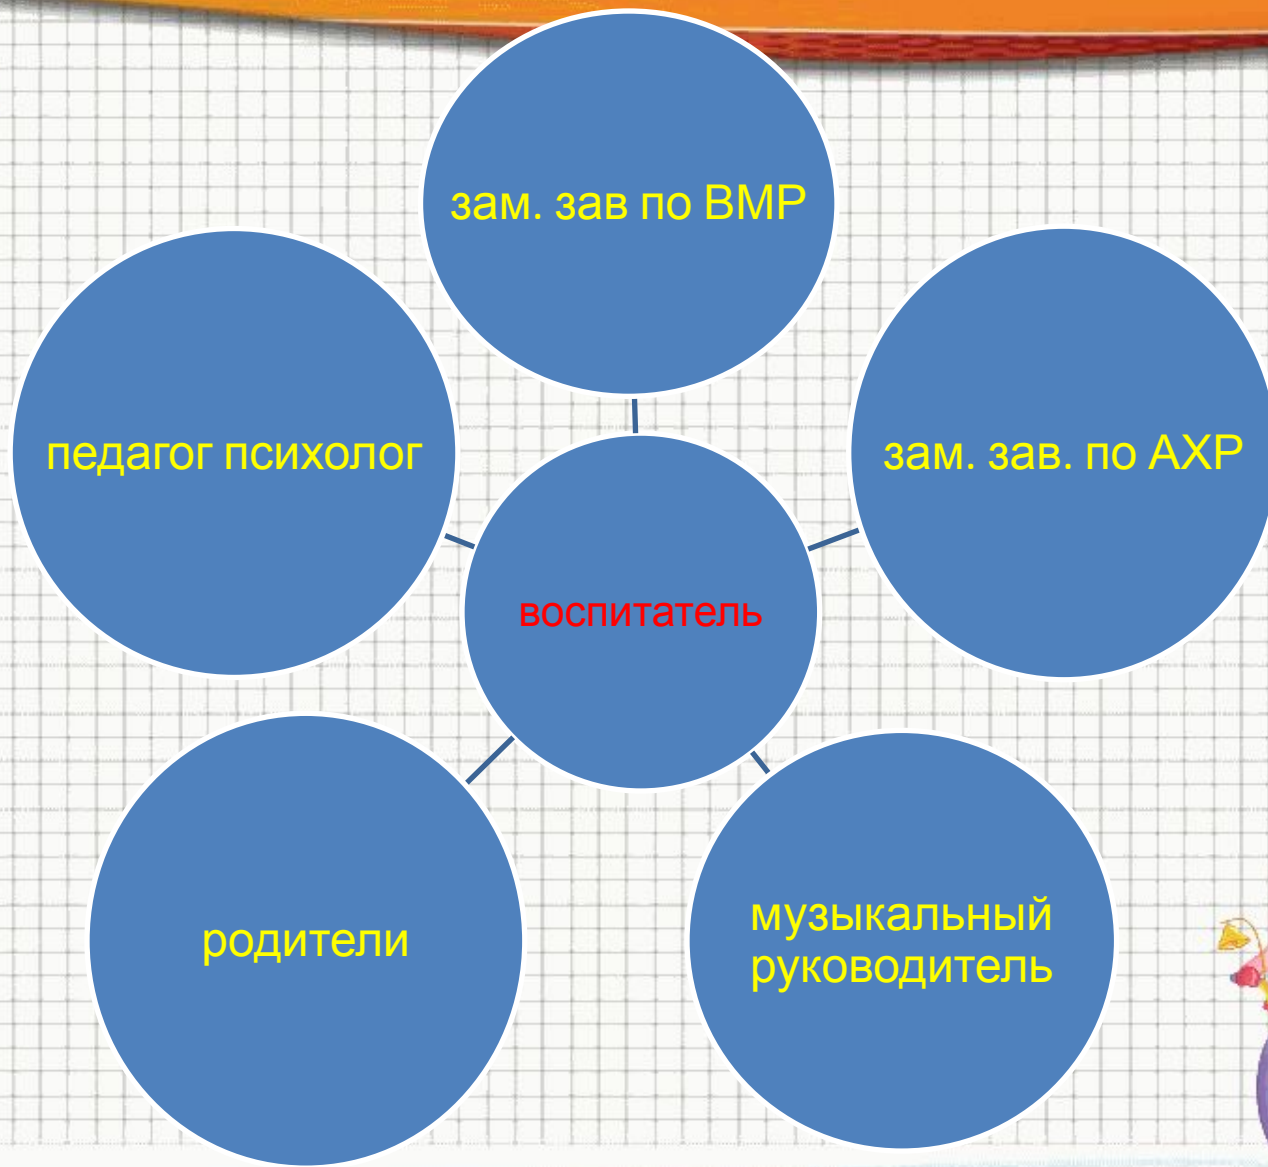 зам. зав по ВМР
педагог психолог
зам. зав. по АХР
воспитатель
родители
музыкальный
руководитель